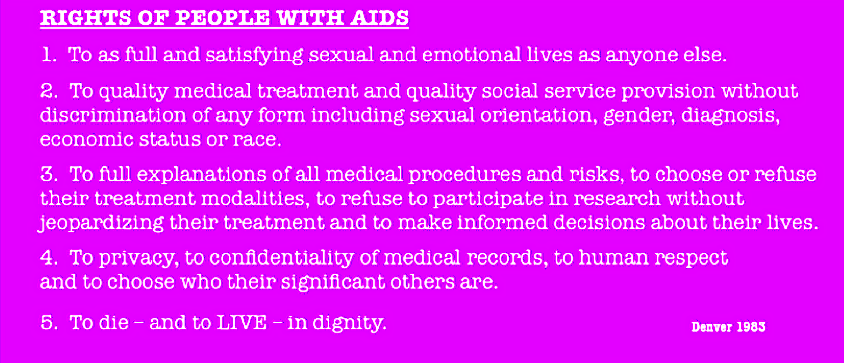 RIGHTS OF PEOPLE WITH AIDS
1. To as full and satisfying sexual and emotional lives as anyone else.
2. To quality medical treatment and quality social service provision without
discrimination of any form including sexual orientation, gender, diagnosis,
economic status or race.
3. To full explanations of all medical procedures and risks, to choose or refuse
their treatment modalities, to refuse to participate in research without
jeopardizing their treatment and to make informed decisions about their lives.
4. To privacy, to confidentiality of medical records, to human respect
and to choose who their significant others are.
5. To die – and to LIVE – in dignity.
Denver 1983